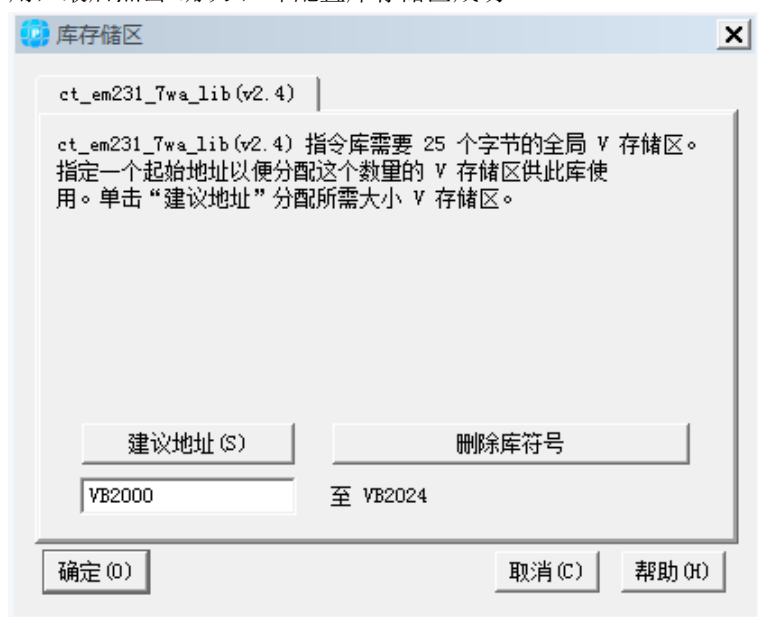 库存储区
ct_em231_7wa_lib(v2.4)
ct_em231_7wa_lib(v2.4) 指令库需要 25 个字节的全局 V 存储区。
指定一个起始地址以便分配这个数量的 V 存储区供此库使
用。单击“建议地址”分配所需大小 V 存储区。
建议地址(S) 删除库符号
VB2000 至 VB2024
确定(O) 取消(C) 帮助(H)